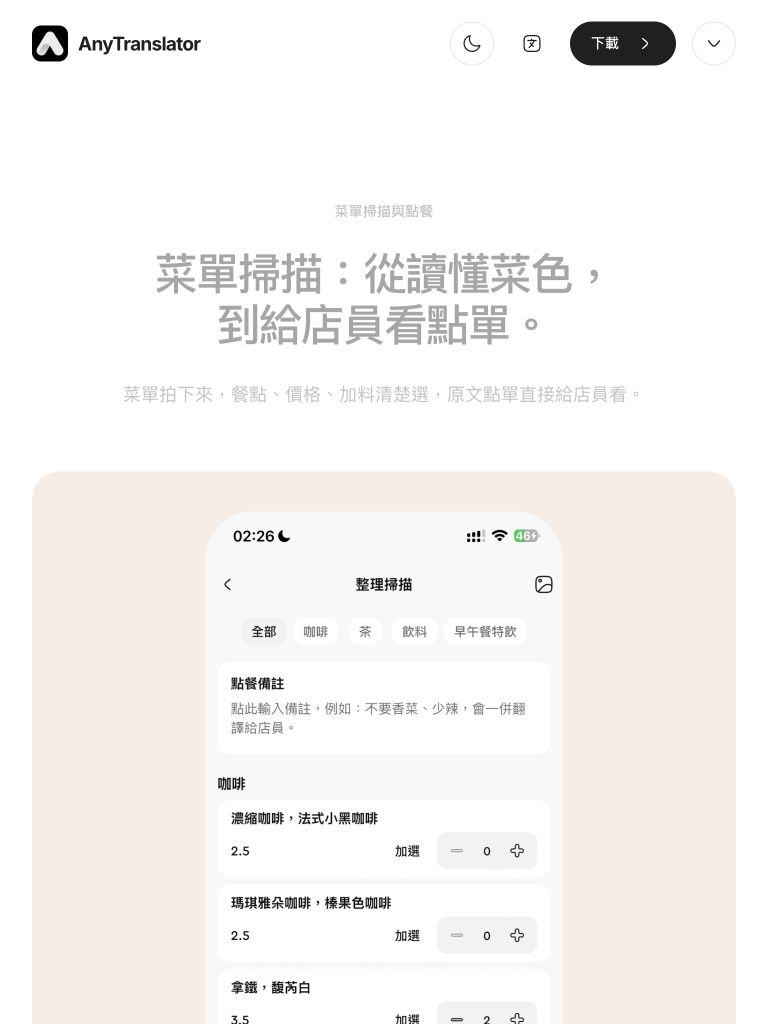 AnyTranslator
下載
菜單掃描與點餐
菜單掃描：從讀懂菜色，
到給店員看點單。
菜單拍下來，餐點、價格、加料清楚選，原文點單直接給店員看。
02:26
46
整理掃描
全部 咖啡 茶 飲料 早午餐特飲
點餐備註
點此輸入備註，例如：不要香菜、少辣，會一併翻
譯給店員。
咖啡
濃縮咖啡，法式小黑咖啡
2.5 加選 0
瑪琪雅朵咖啡，榛果色咖啡
2.5 加選 0
拿鐵，馥芮白
3.5 加選 2